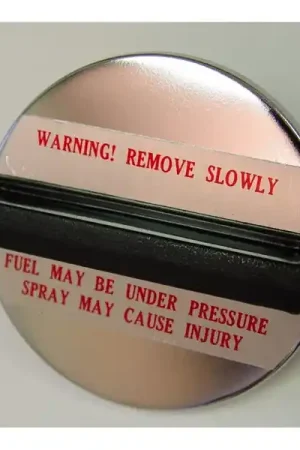 WARNING! REMOVE SLOWLY
FUEL MAY BE UNDER PRESSURE
SPRAY MAY CAUSE INJURY